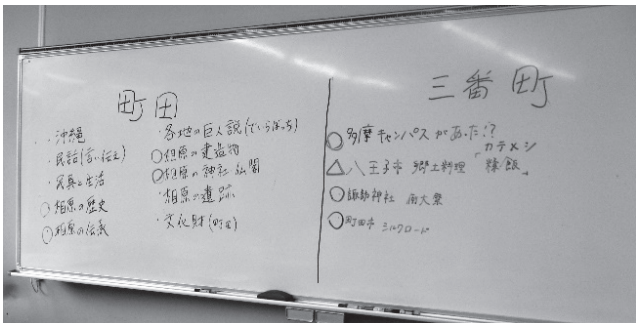 町田
・沖縄
・民話(言い伝え)
・民具と生活
○相原の歴史
○相原の伝承
・各地の巨人説(でいらぼっち)
○相原の建造物
○相原の神社 仏閣
・相原の遺跡
・文化財(町田)
三番町
○多摩キャンパスがあった!?
カテメシ
△八王子市 郷土料理「糧飯」
○諏訪神社
○町田市 シルクロード